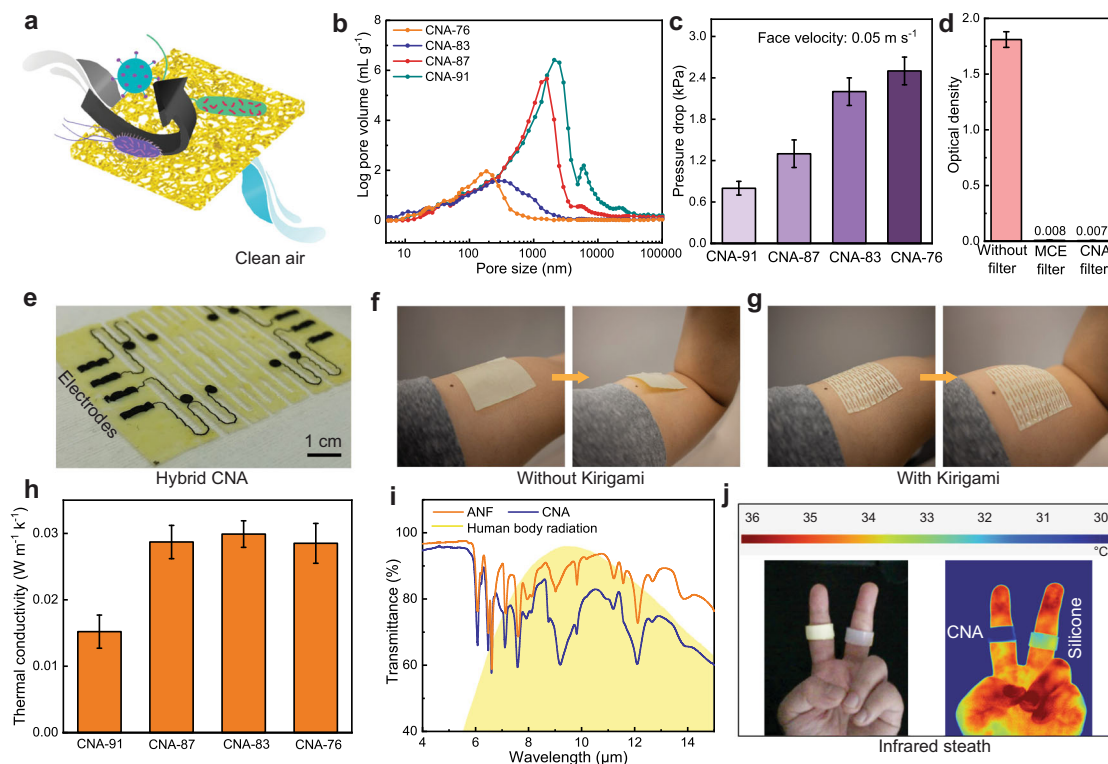 a
Clean air
b
CNA-76
CNA-83
CNA-87
CNA-91
Log pore volume (mL g⁻¹)
8
6
4
2
0
10
100
1000
10000
100000
Pore size (nm)
c
Face velocity: 0.05 m s⁻¹
Pressure drop (kPa)
3.0
2.4
1.8
1.2
0.6
0.0
CNA-91
CNA-87
CNA-83
CNA-76
d
Optical density
2.0
1.5
1.0
0.5
0.0
0.008
0.007
Without
filter
MCE
filter
CNA
filter
e
Electrodes
1 cm
Hybrid CNA
f
Without Kirigami
g
With Kirigami
h
Thermal conductivity (W m⁻¹ k⁻¹)
0.03
0.02
0.01
0.00
CNA-91
CNA-87
CNA-83
CNA-76
i
ANF
CNA
Human body radiation
Transmittance (%)
100
80
60
40
4
6
8
10
12
14
Wavelength (µm)
j
36
35
34
33
32
31
30
°C
CNA
Silicone
Infrared steath